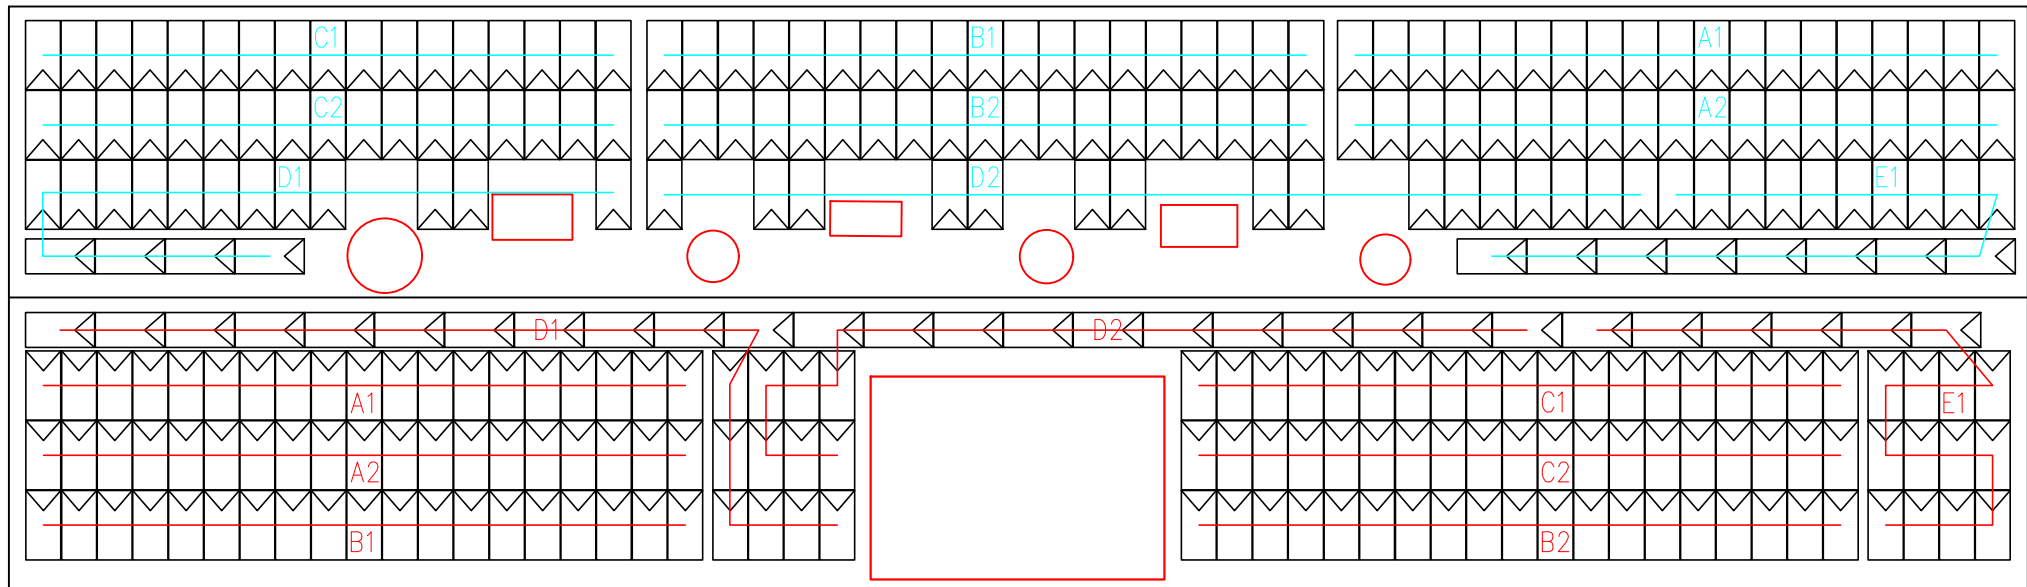 C1 B1 A1
C2 B2 A2
D1 D2 E1
D1 D2
A1 C1 E1
A2 C2
B1 B2